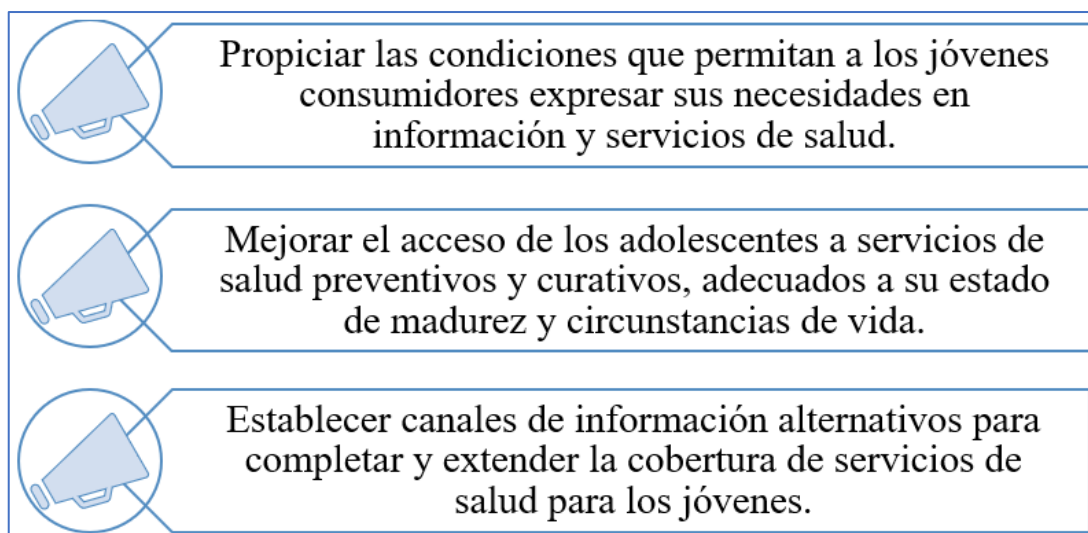 Propiciar las condiciones que permitan a los jóvenes
consumidores expresar sus necesidades en
información y servicios de salud.
Mejorar el acceso de los adolescentes a servicios de
salud preventivos y curativos, adecuados a su estado
de madurez y circunstancias de vida.
Establecer canales de información alternativos para
completar y extender la cobertura de servicios de
salud para los jóvenes.